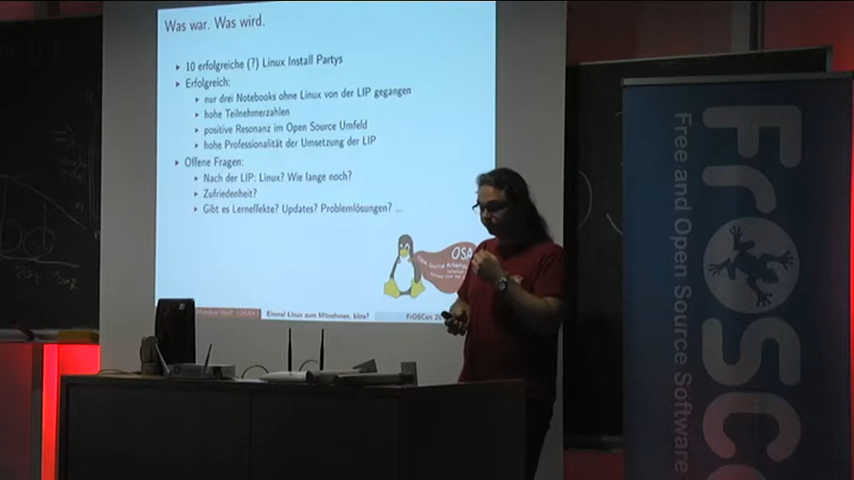 Was war. Was wird.
10 erfolgreiche (?) Linux Install Partys
Erfolgreich:
nur drei Notebooks ohne Linux von der LIP gegangen
hohe Teilnehmerzahlen
positive Resonanz im Open Source Umfeld
hohe Professionalität der Umsetzung der LIP
Offene Fragen:
Nach der LIP: Linux? Wie lange noch?
Zufriedenheit?
Gibt es Lerneffekte? Updates? Problemlösungen? ...
OSA
Einmal Linux zum Mitnehmen, bitte?
FrOSCon 20
FrOSC
Free and Open Source Software